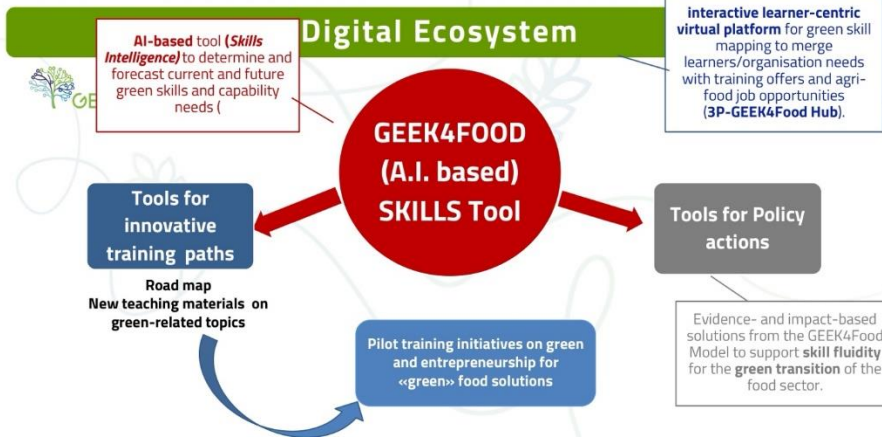 Digital Ecosystem
AI-based tool (Skills
Intelligence) to determine and
forecast current and future
green skills and capability
needs (
interactive learner-centric
virtual platform for green skill
mapping to merge
learners/organisation needs
with training offers and agri-
food job opportunities
(3P-GEEK4Food Hub).
GEEK4FOOD
(A.I. based)
SKILLS Tool
Tools for
innovative
training paths
Tools for Policy
actions
Road map
New teaching materials on
green-related topics
Pilot training initiatives on green
and entrepreneurship for
«green» food solutions
Evidence- and impact-based
solutions from the GEEK4Food
Model to support skill fluidity
for the green transition of the
food sector.